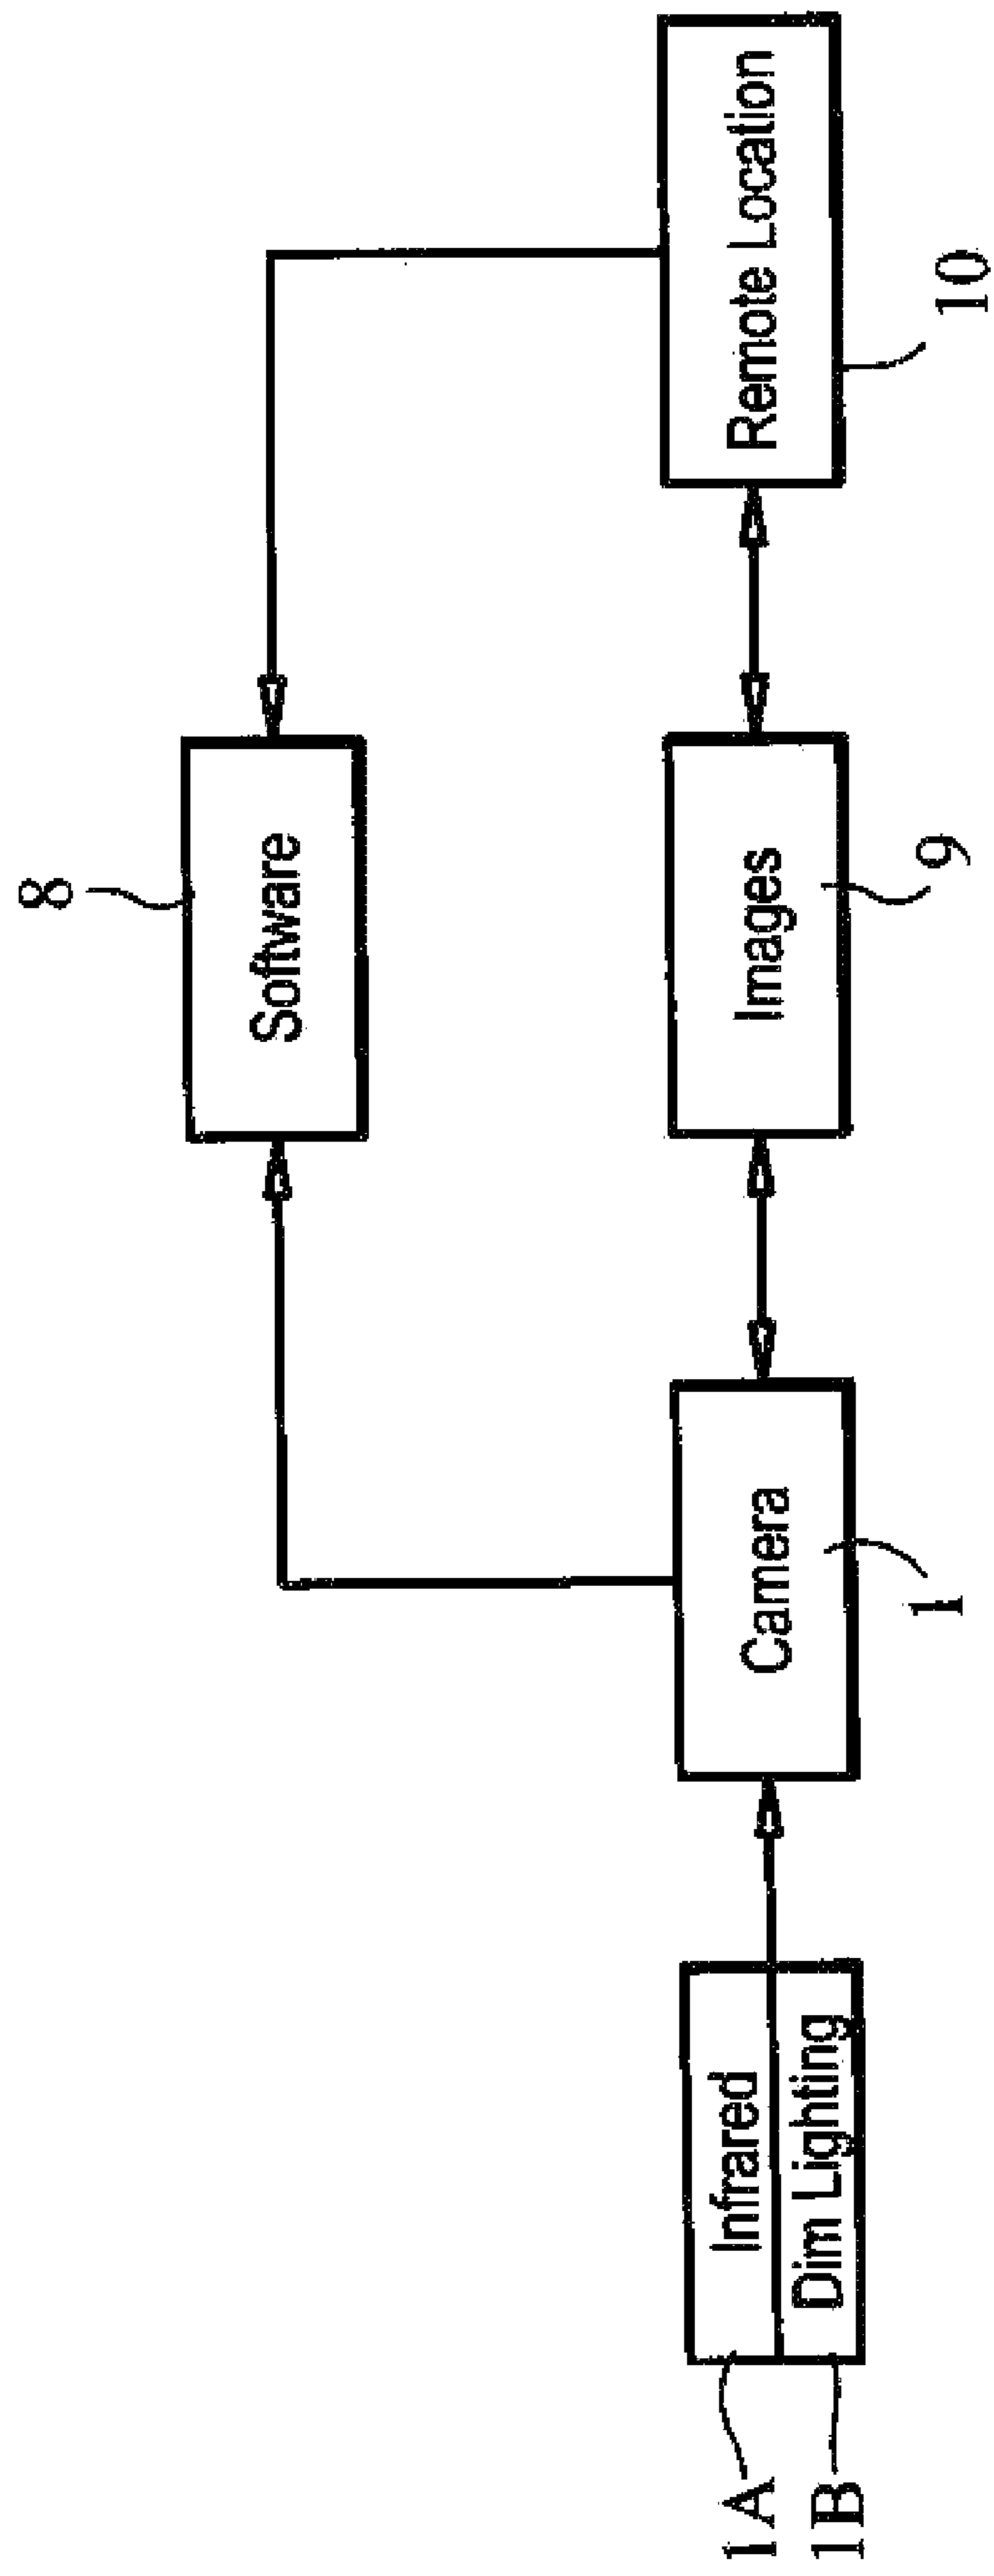 8
Software
Infrared
Dim Lighting
Camera
Images
Remote Location
1A
1B
1
9
10